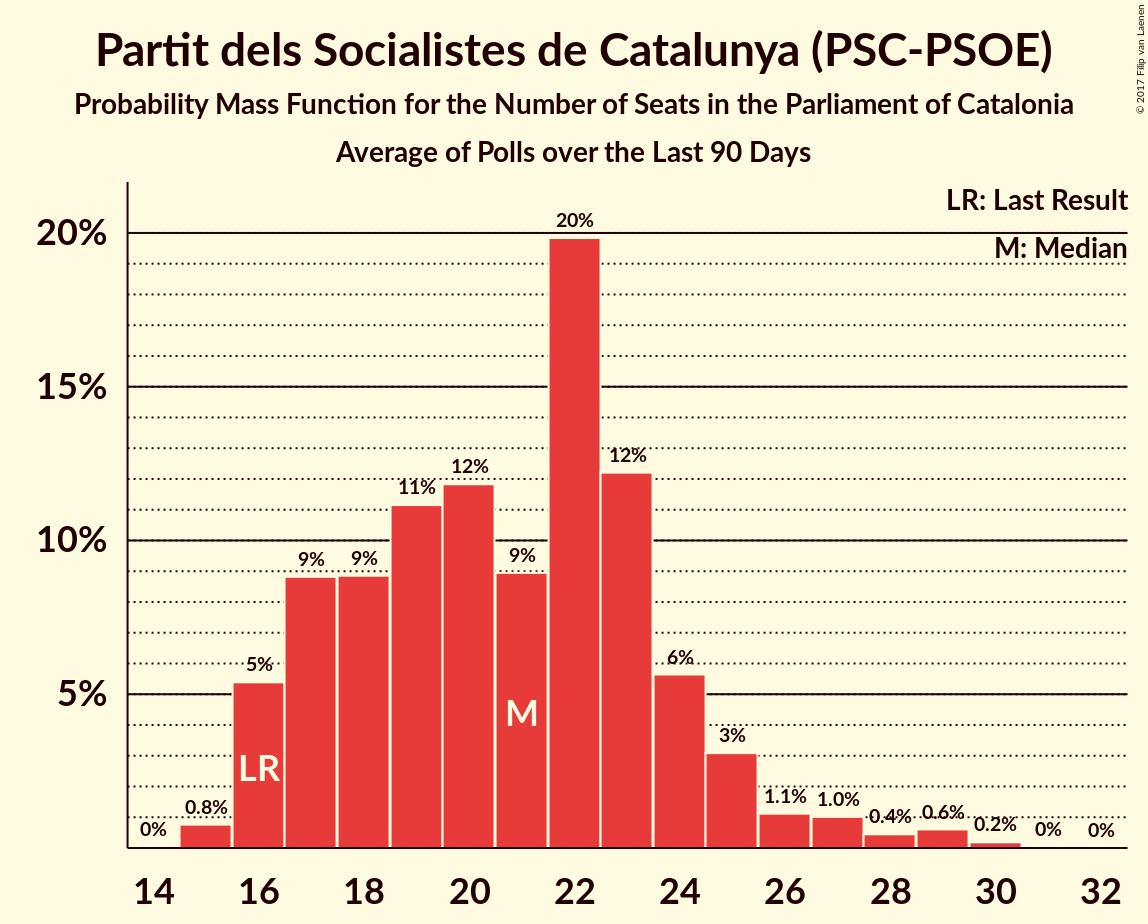 Partit dels Socialistes de Catalunya (PSC-PSOE)
Probability Mass Function for the Number of Seats in the Parliament of Catalonia
Average of Polls over the Last 90 Days
© 2017 Filip van Laenen
LR: Last Result
M: Median
20%
15%
10%
5%
0%
0.8%
5%
9%
9%
11%
12%
9%
20%
12%
6%
3%
1.1%
1.0%
0.4%
0.6%
0.2%
0%
0%
LR
M
14 16 18 20 22 24 26 28 30 32